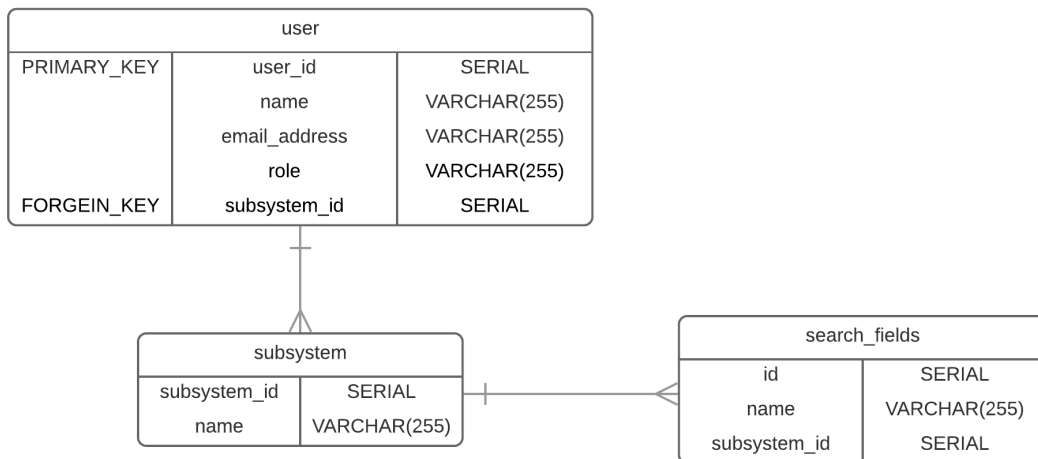 user
PRIMARY_KEY user_id SERIAL
name VARCHAR(255)
email_address VARCHAR(255)
role VARCHAR(255)
FORGEIN_KEY subsystem_id SERIAL
subsystem
subsystem_id SERIAL
name VARCHAR(255)
search_fields
id SERIAL
name VARCHAR(255)
subsystem_id SERIAL